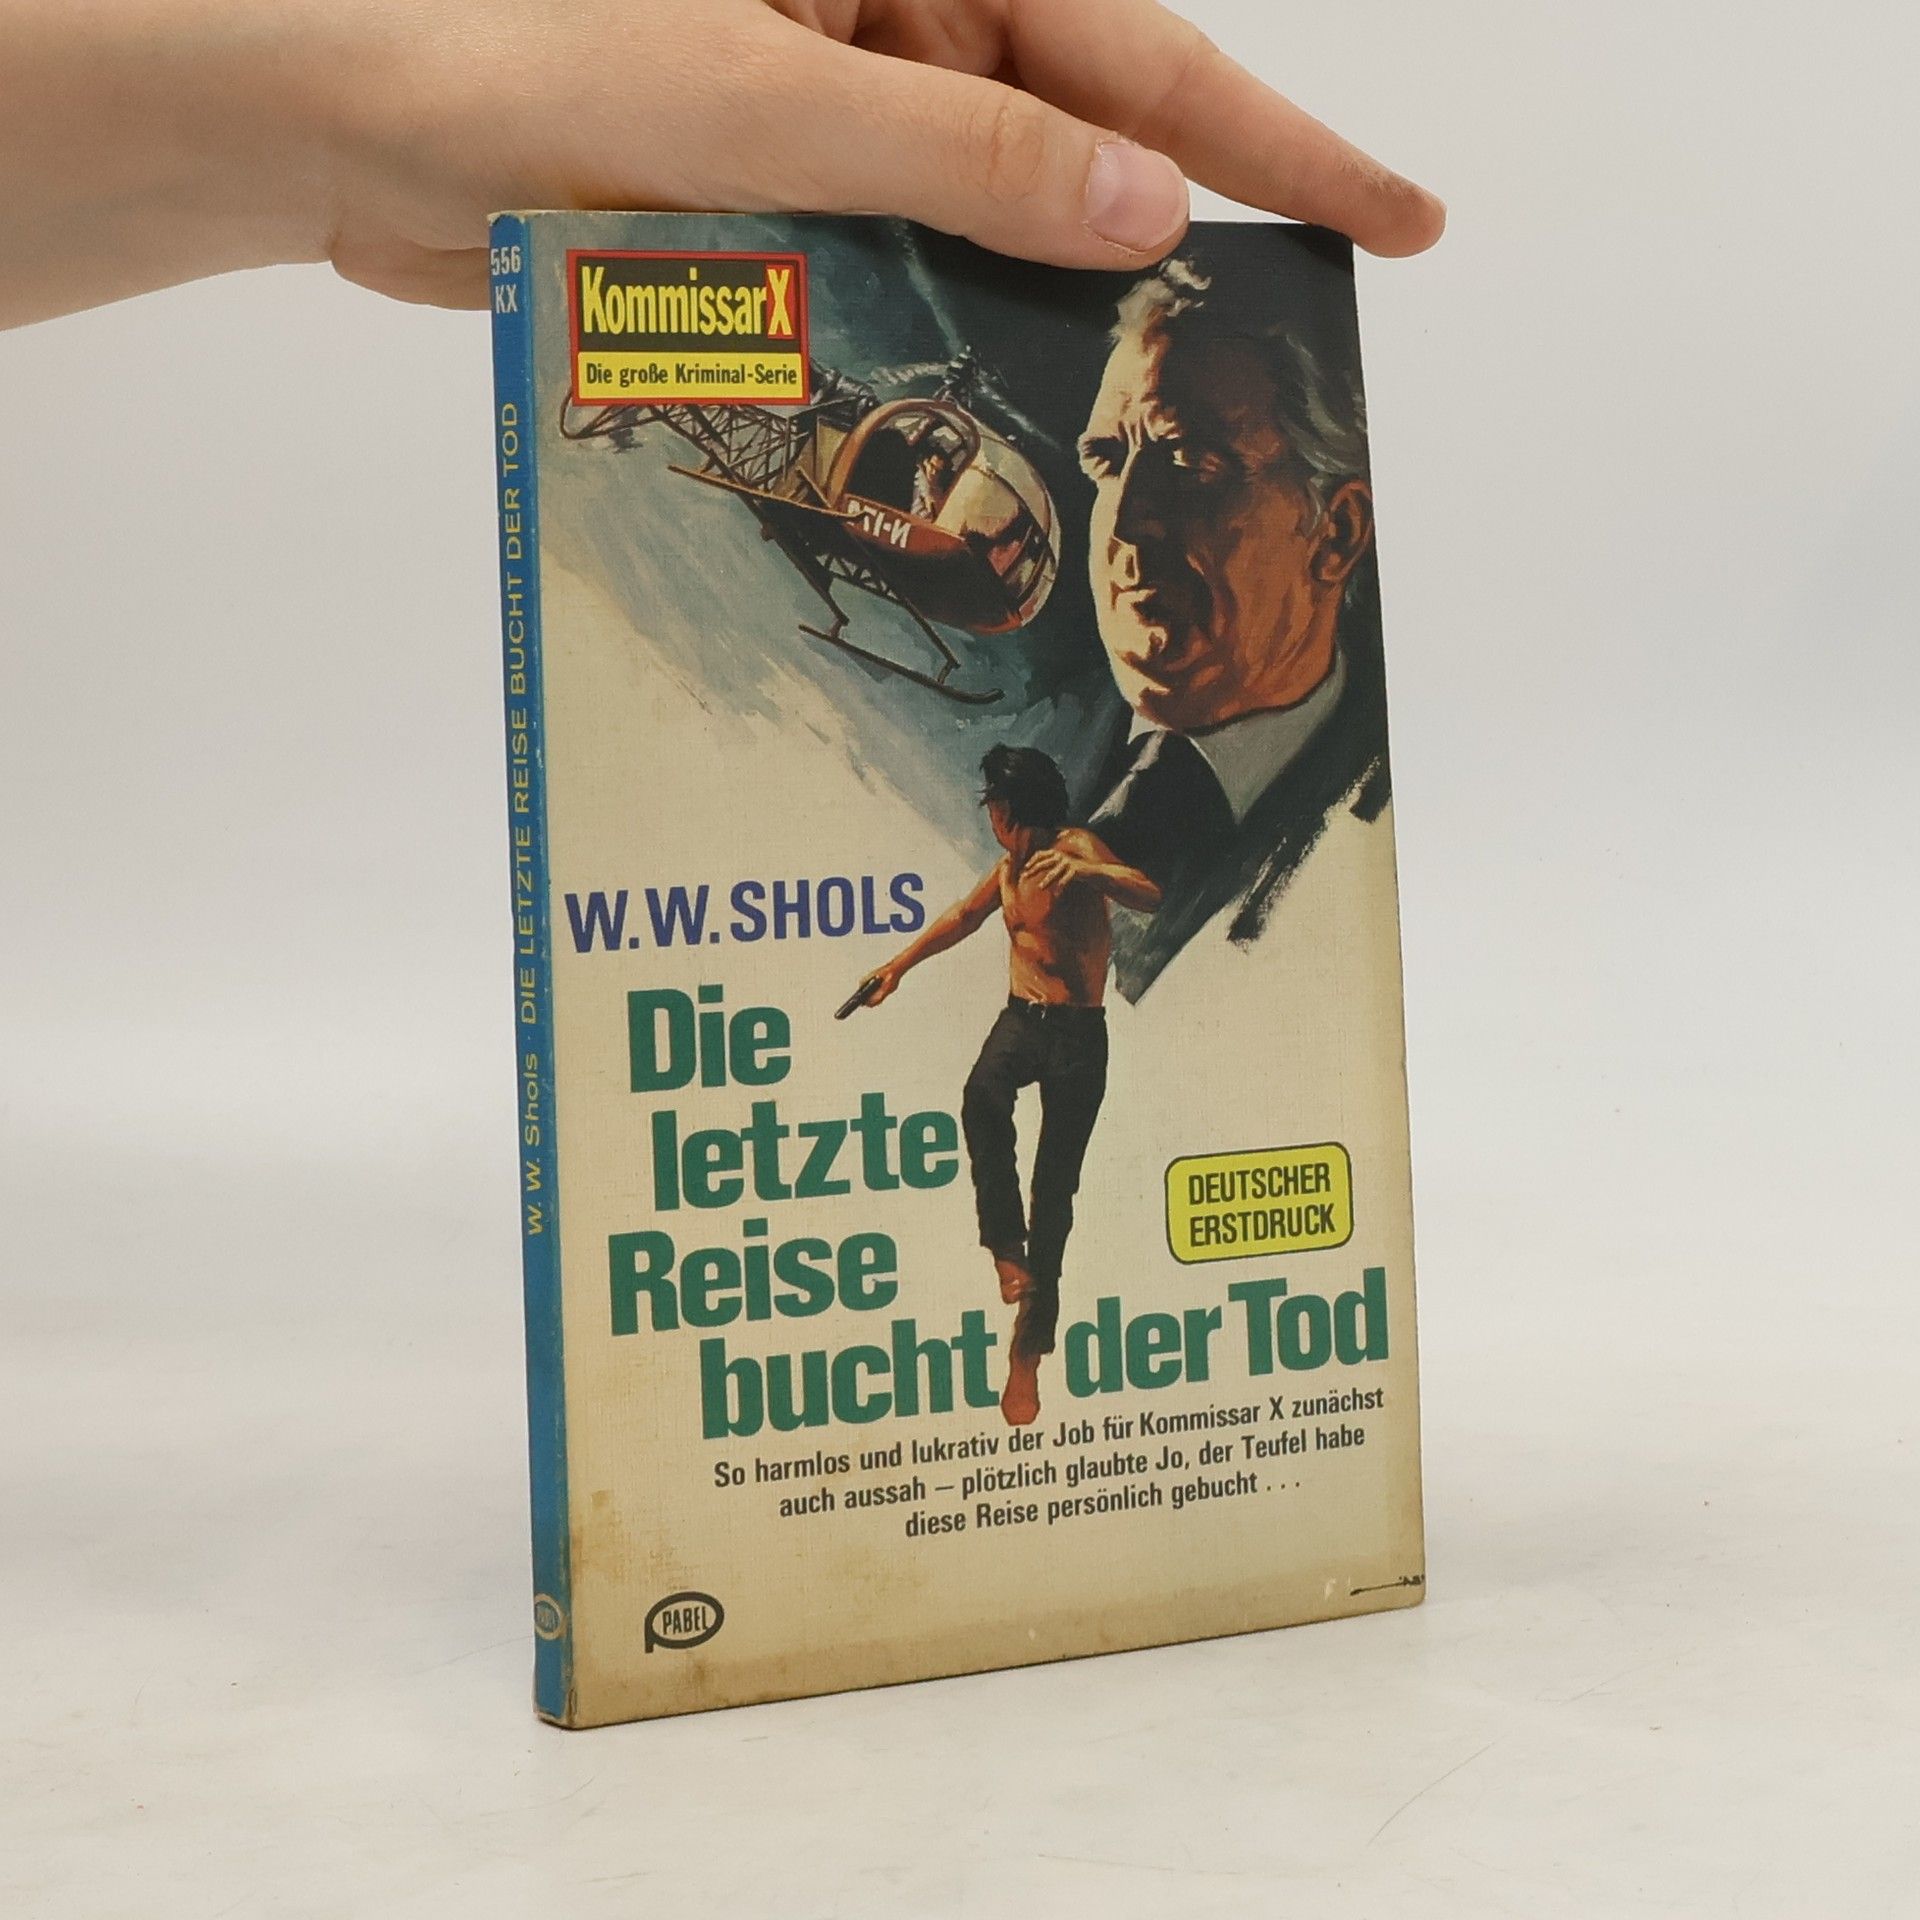 556
KX
W. W. Shols · DIE LETZTE REISE BUCHT DER TOD
KommissarX
Die große Kriminal-Serie
W.W. SHOLS
Die
letzte
Reise
bucht der Tod
DEUTSCHER
ERSTDRUCK
So harmlos und lukrativ der Job für Kommissar X zunächst
auch aussah – plötzlich glaubte Jo, der Teufel habe
diese Reise persönlich gebucht . . .
PABEL